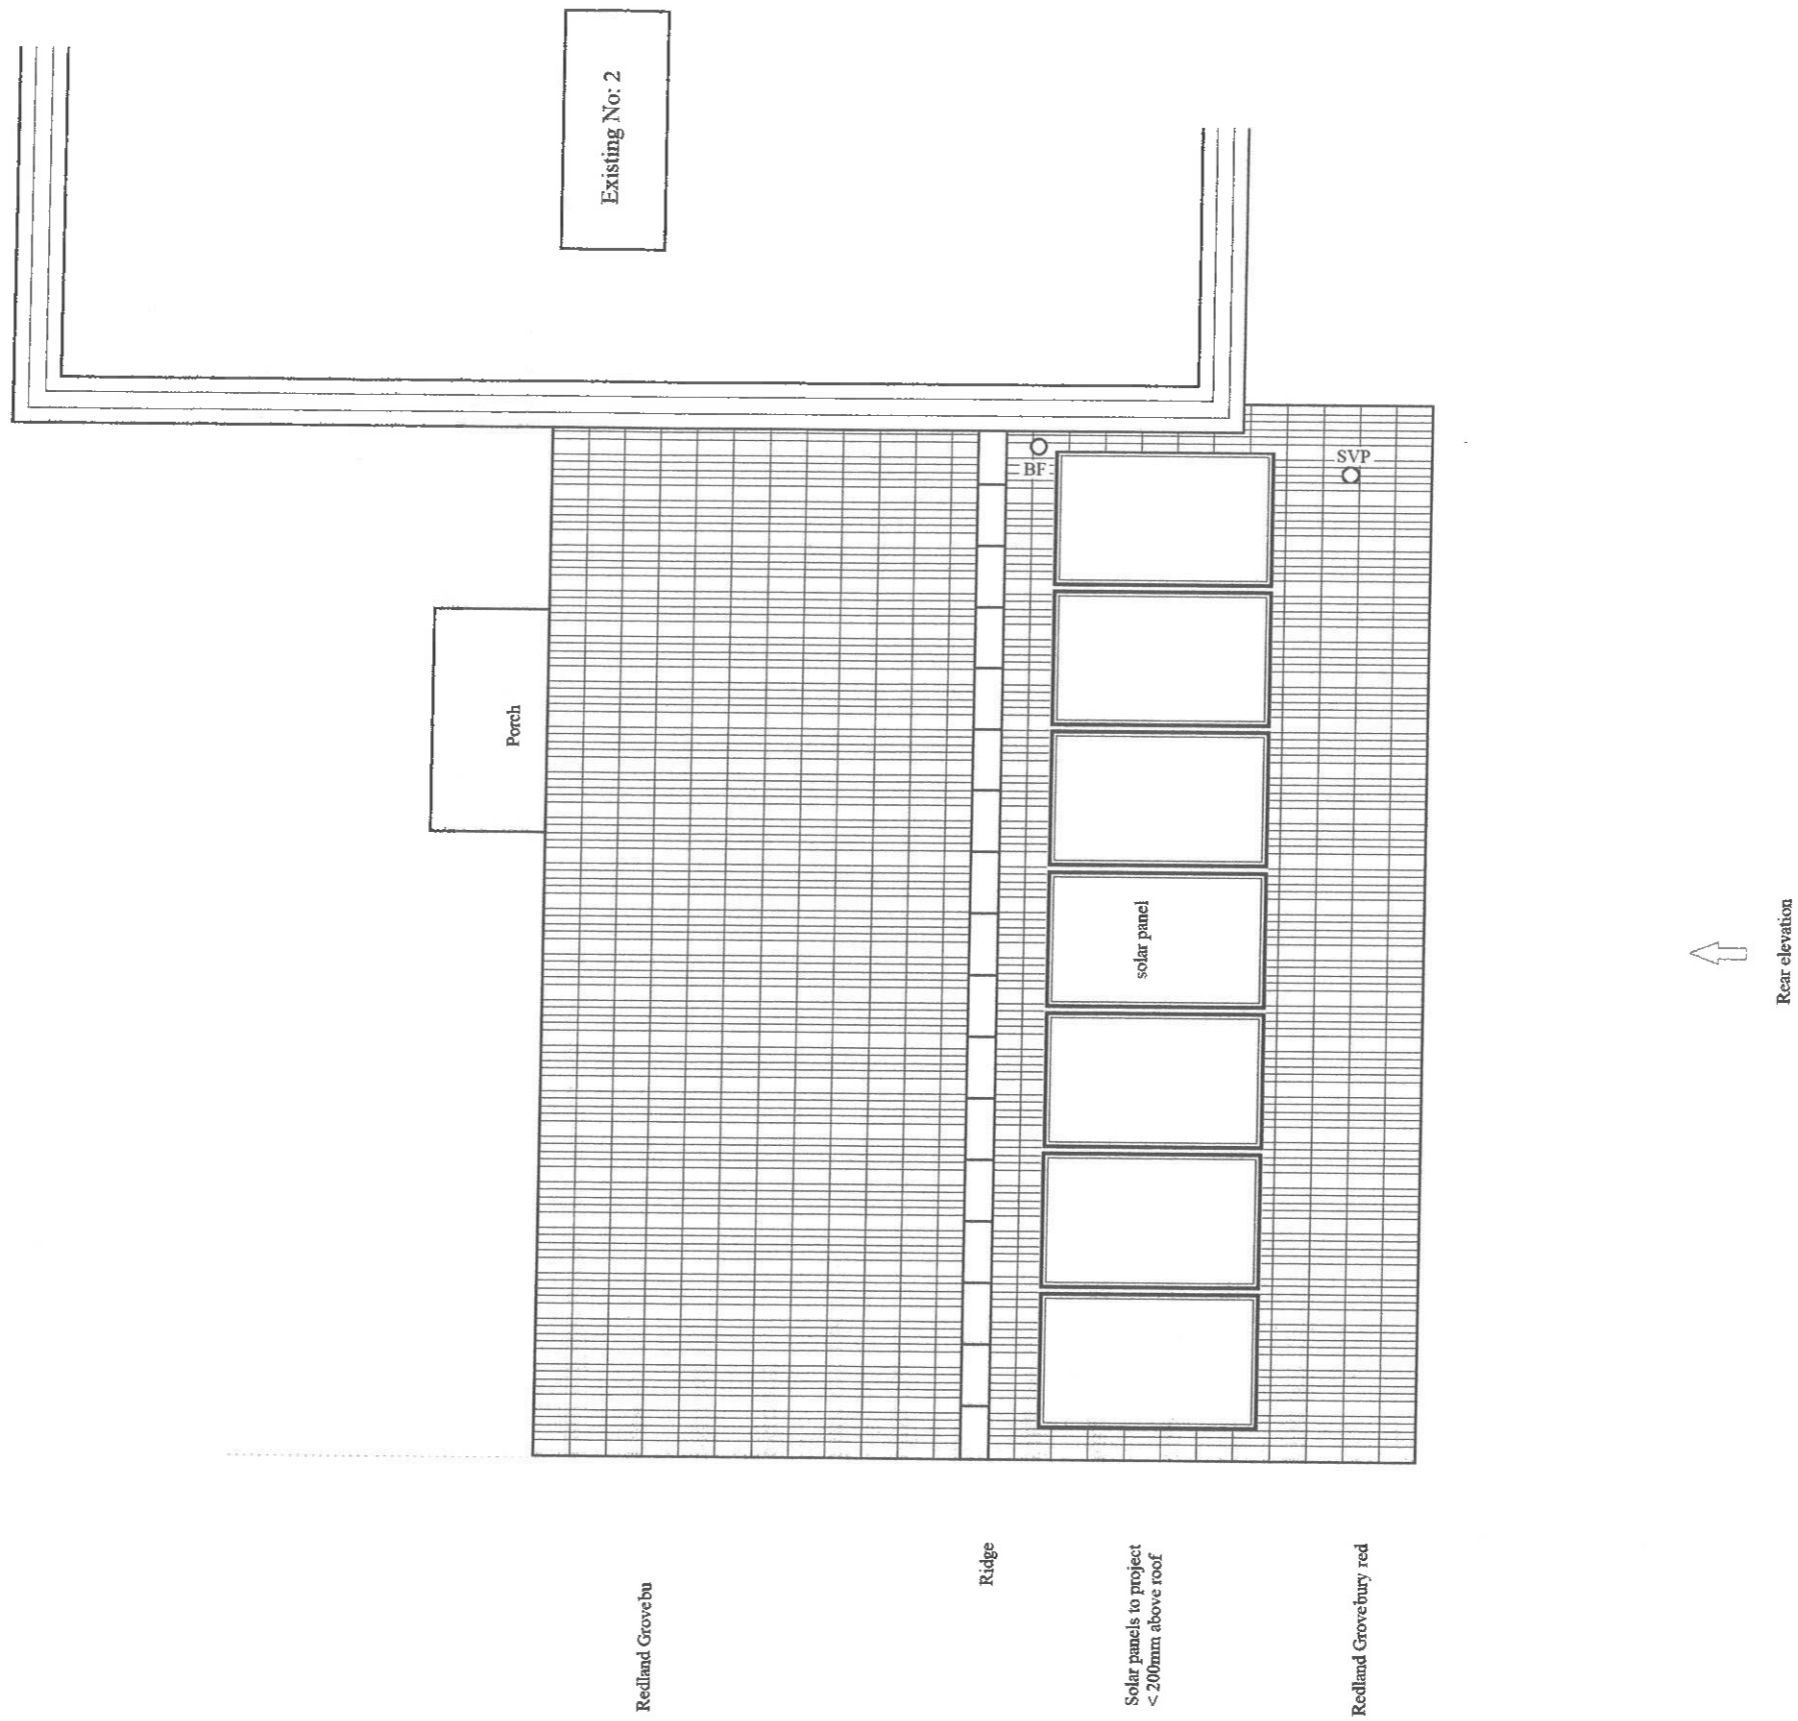 Existing No: 2
BF
SVP
Porch
solar panel
Rear elevation
Ridge
Redland Grovebu
Solar panels to project
< 200mm above roof
Redland Grovebury red